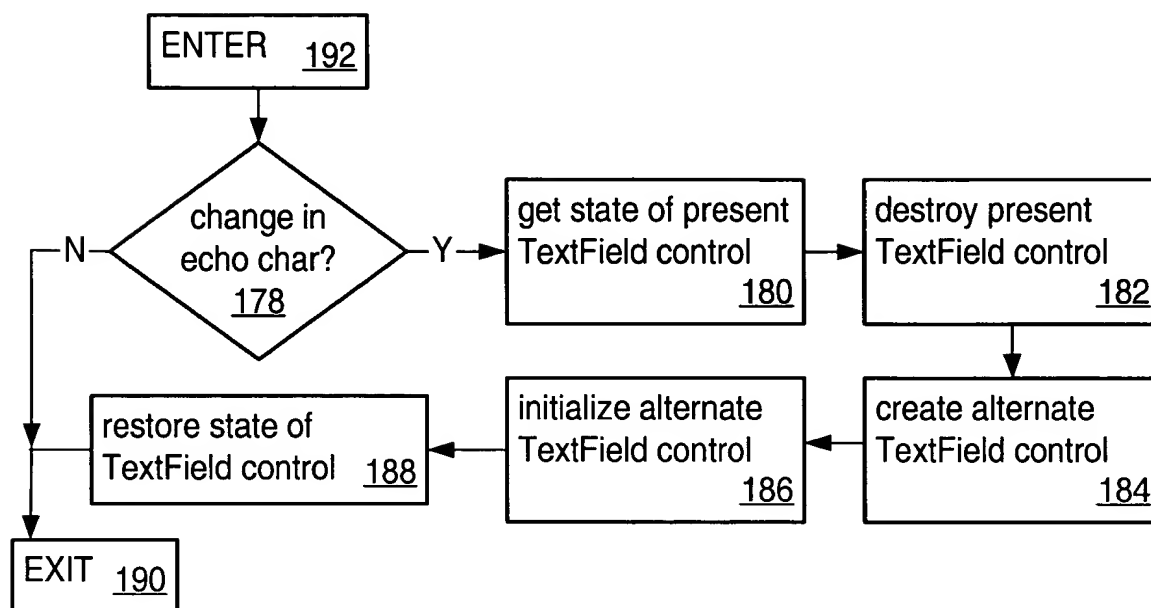 ENTER 192
change in
echo char?
178
N
Y
get state of present
TextField control
180
destroy present
TextField control
182
create alternate
TextField control
184
initialize alternate
TextField control
186
restore state of
TextField control 188
EXIT 190